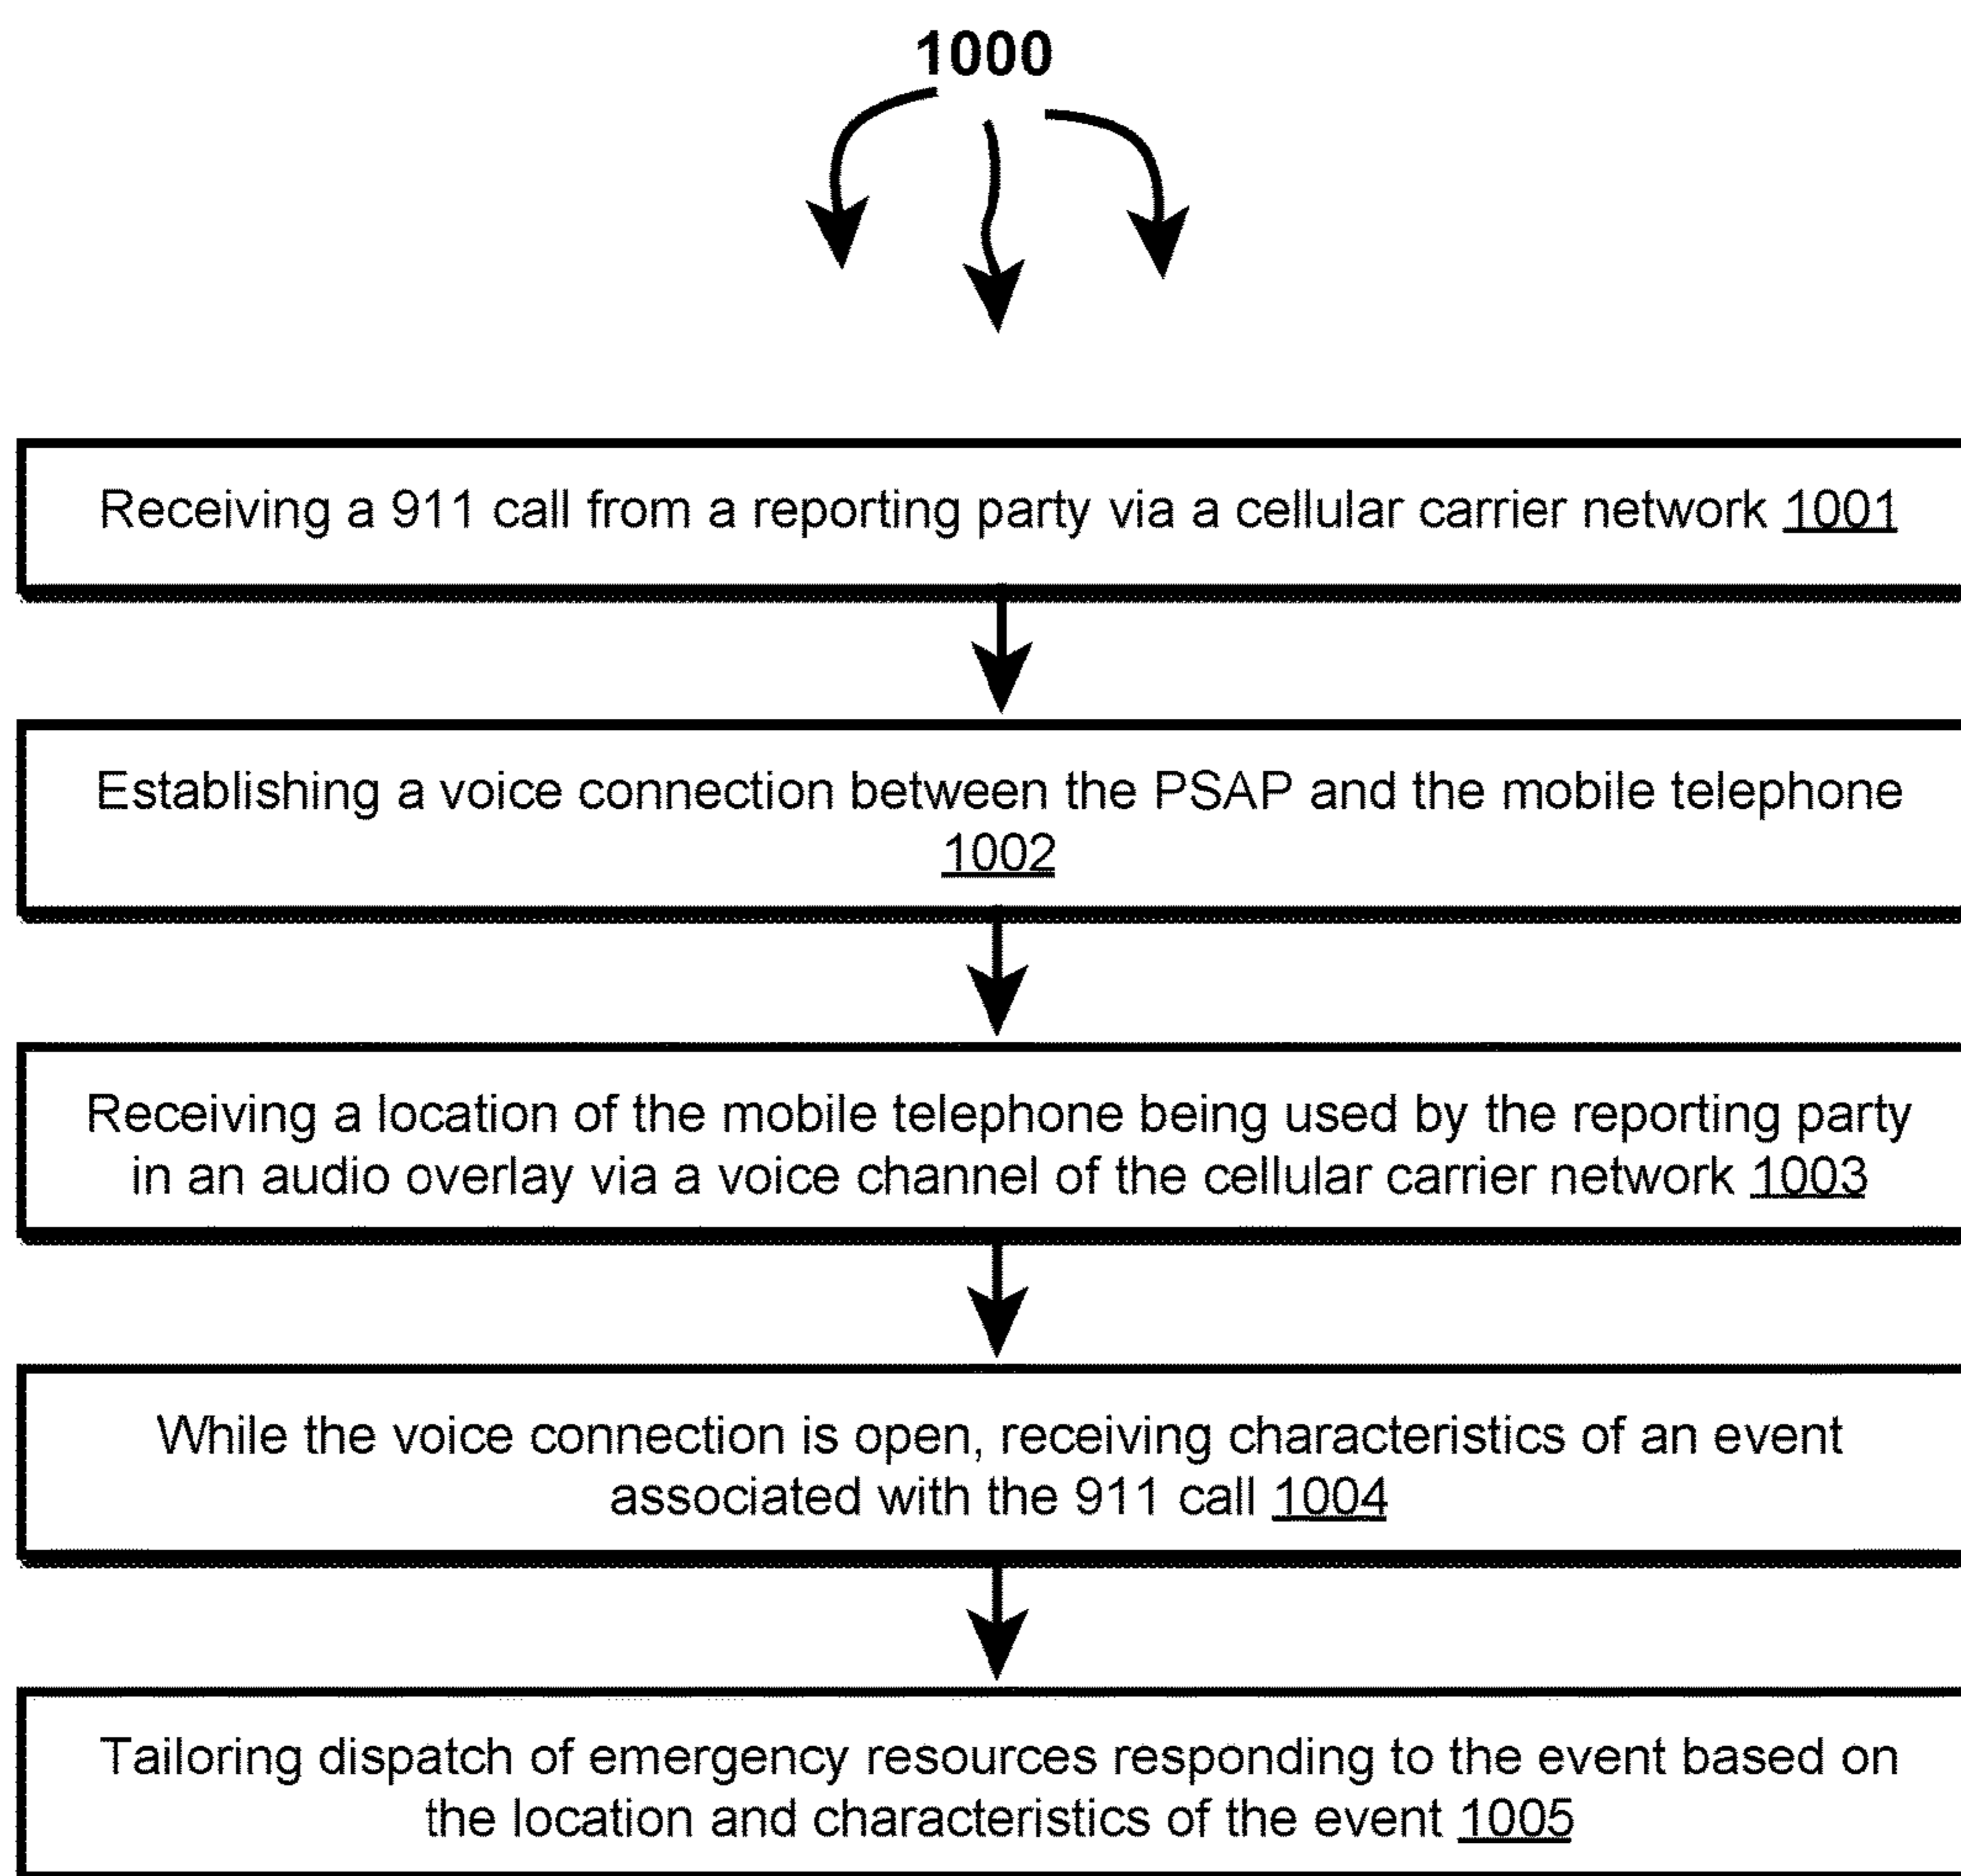 1000
Receiving a 911 call from a reporting party via a cellular carrier network 1001
Establishing a voice connection between the PSAP and the mobile telephone
1002
Receiving a location of the mobile telephone being used by the reporting party
in an audio overlay via a voice channel of the cellular carrier network 1003
While the voice connection is open, receiving characteristics of an event
associated with the 911 call 1004
Tailoring dispatch of emergency resources responding to the event based on
the location and characteristics of the event 1005